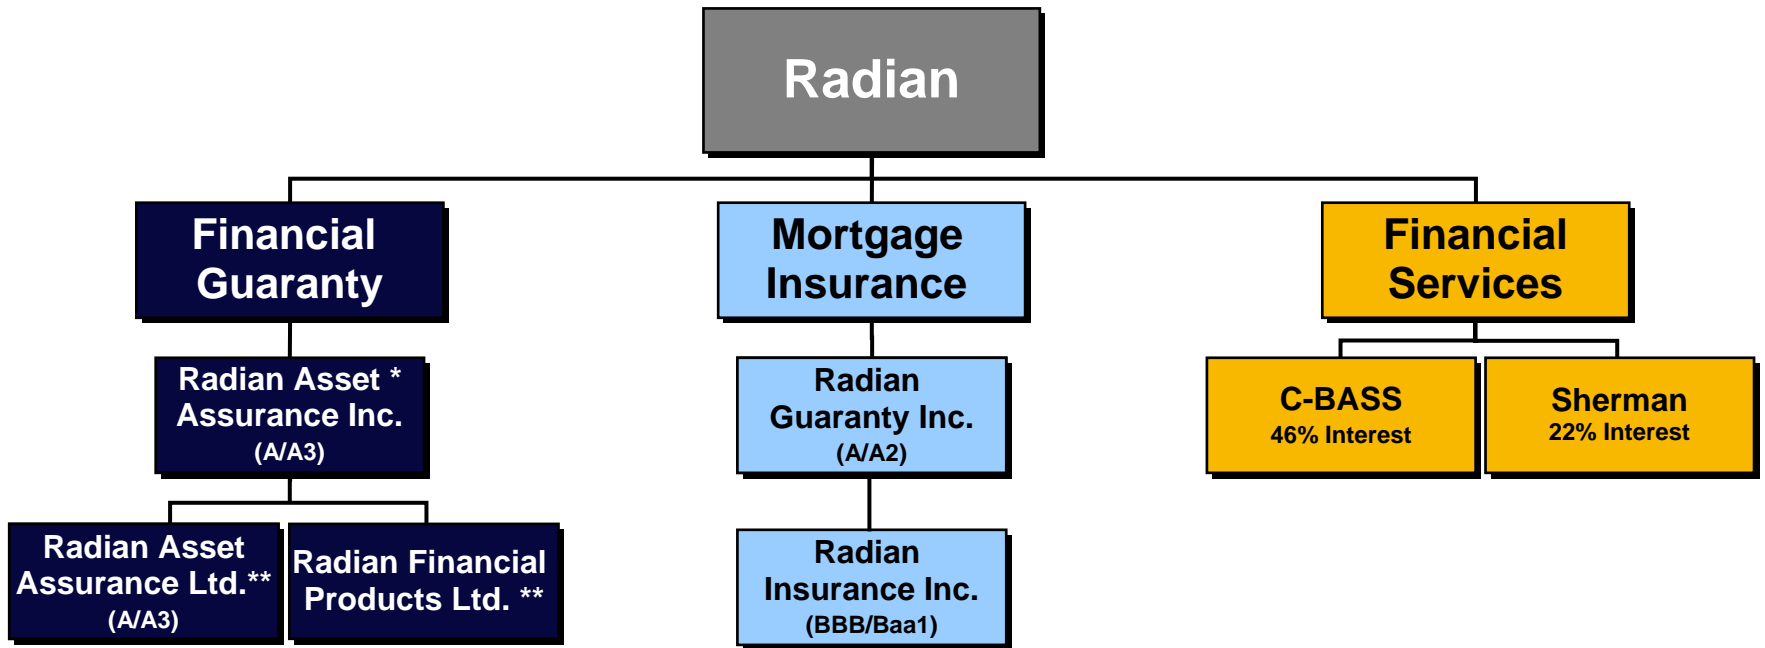 Radian
Financial
Guaranty
Mortgage
Insurance
Financial
Services
Radian Asset *
Assurance Inc.
(A/A3)
Radian
Guaranty Inc.
(A/A2)
C-BASS
46% Interest
Sherman
22% Interest
Radian Asset
Assurance Ltd.**
(A/A3)
Radian Financial
Products Ltd. **
Radian
Insurance Inc.
(BBB/Baa1)